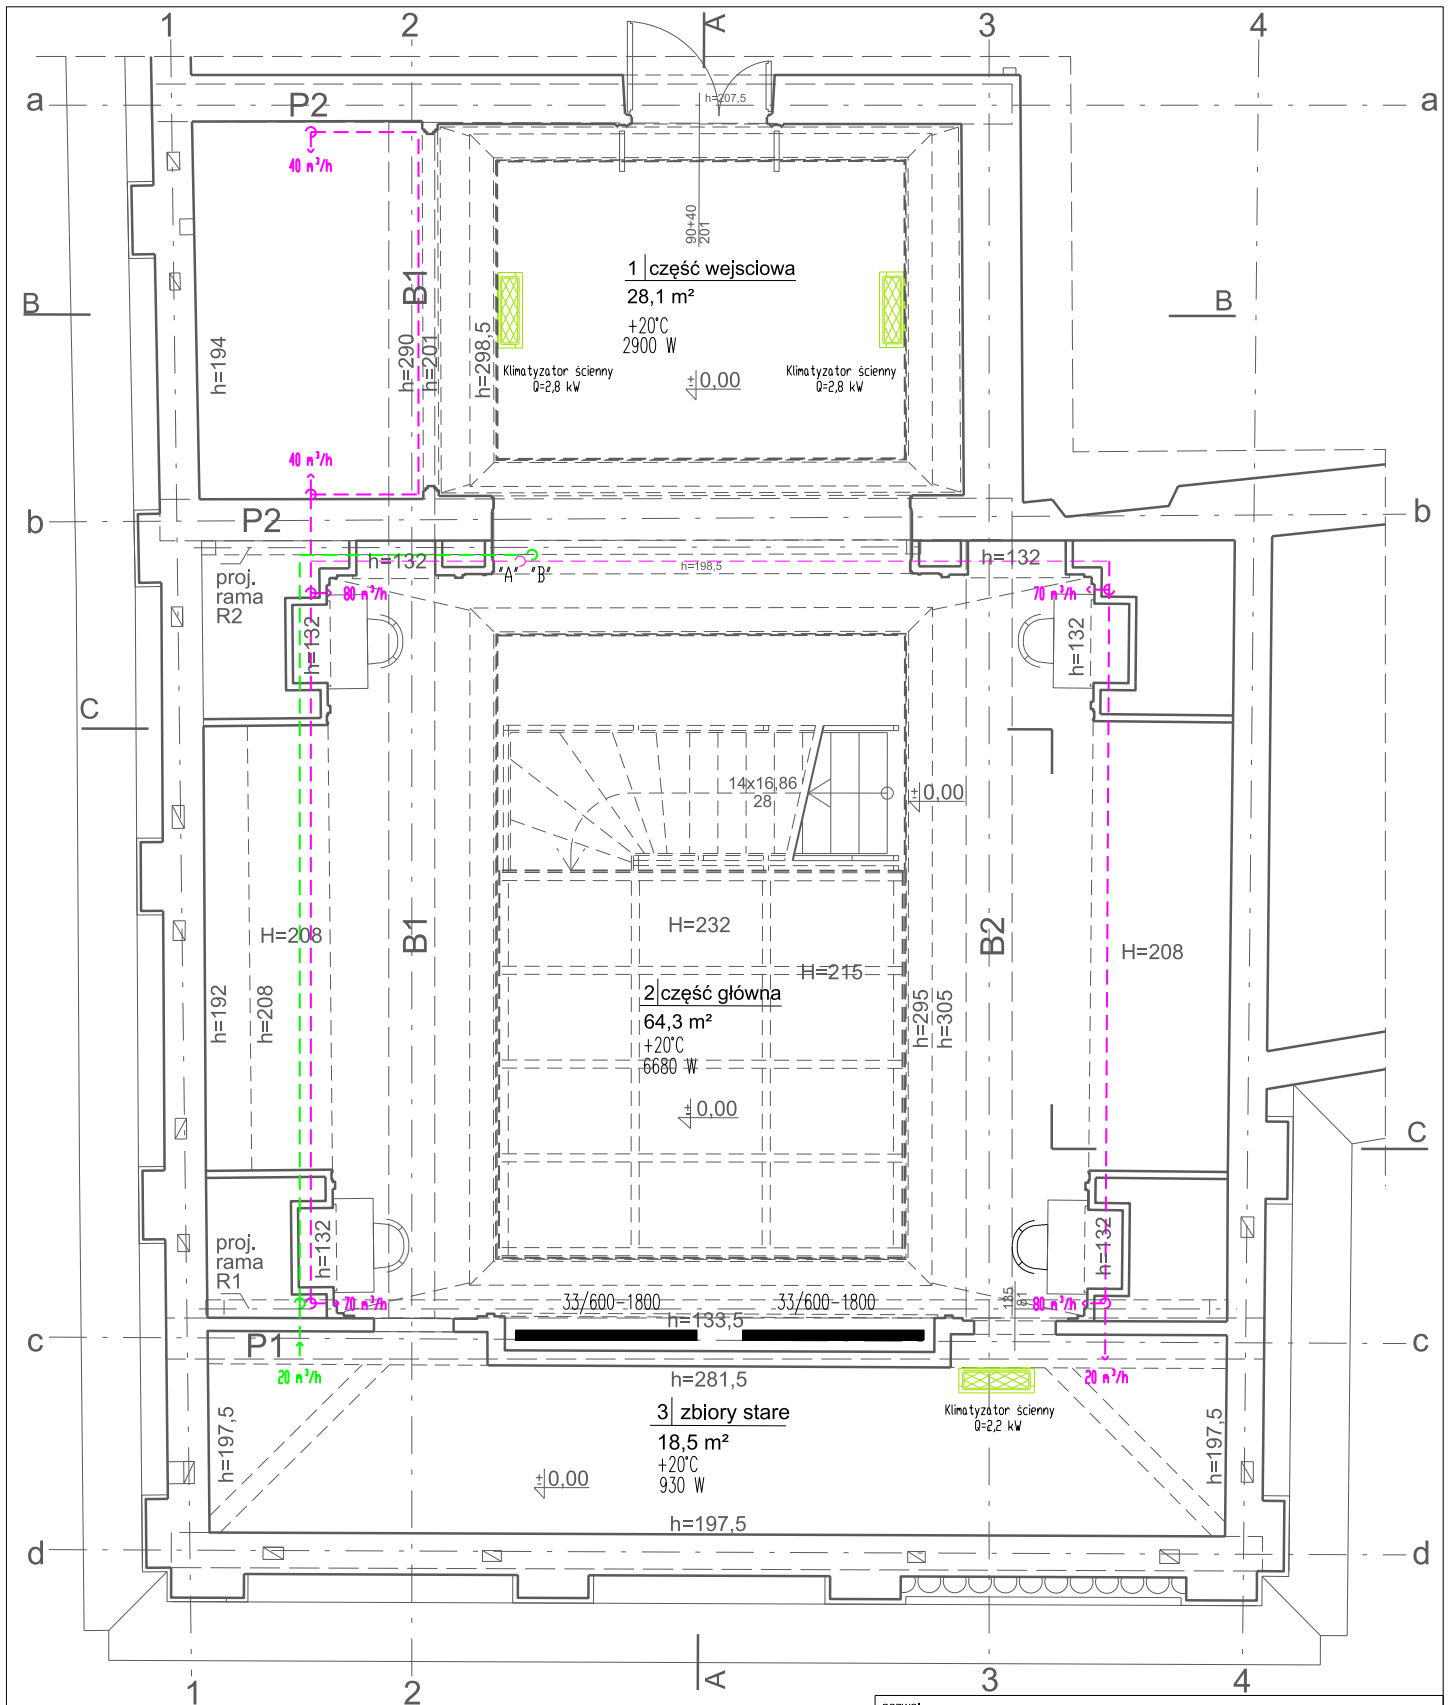 1
2
A
3
4
a
P2
h=207,5
a
40 m³/h
90+40
201
1 część wejsciowa
28,1 m²
+20°C
2900 W
B
B1
B
h=194
h=290
h=201
h=298,5
Klimatyzator ścienny
Q=2,8 kW
±0,00
Klimatyzator ścienny
Q=2,8 kW
40 m³/h
b
P2
b
proj.
rama
R2
h=132
"A"
"B"
h=198,5
h=132
80 m³/h
70 m³/h
h=132
h=132
C
14x16,86
28
±0,00
H=208
B1
H=232
B2
H=208
H=215
h=192
h=208
2 część główna
64,3 m²
+20°C
6680 W
h=295
h=305
±0,00
C
proj.
rama
R1
h=132
h=132
70 m³/h
33/600-1800
33/600-1800
135
81
80 m³/h
h=133,5
c
P1
c
20 m³/h
h=281,5
20 m³/h
3 zbiory stare
18,5 m²
+20°C
930 W
Klimatyzator ścienny
Q=2,2 kW
h=197,5
h=197,5
±0,00
h=197,5
d
d
1
2
A
3
4